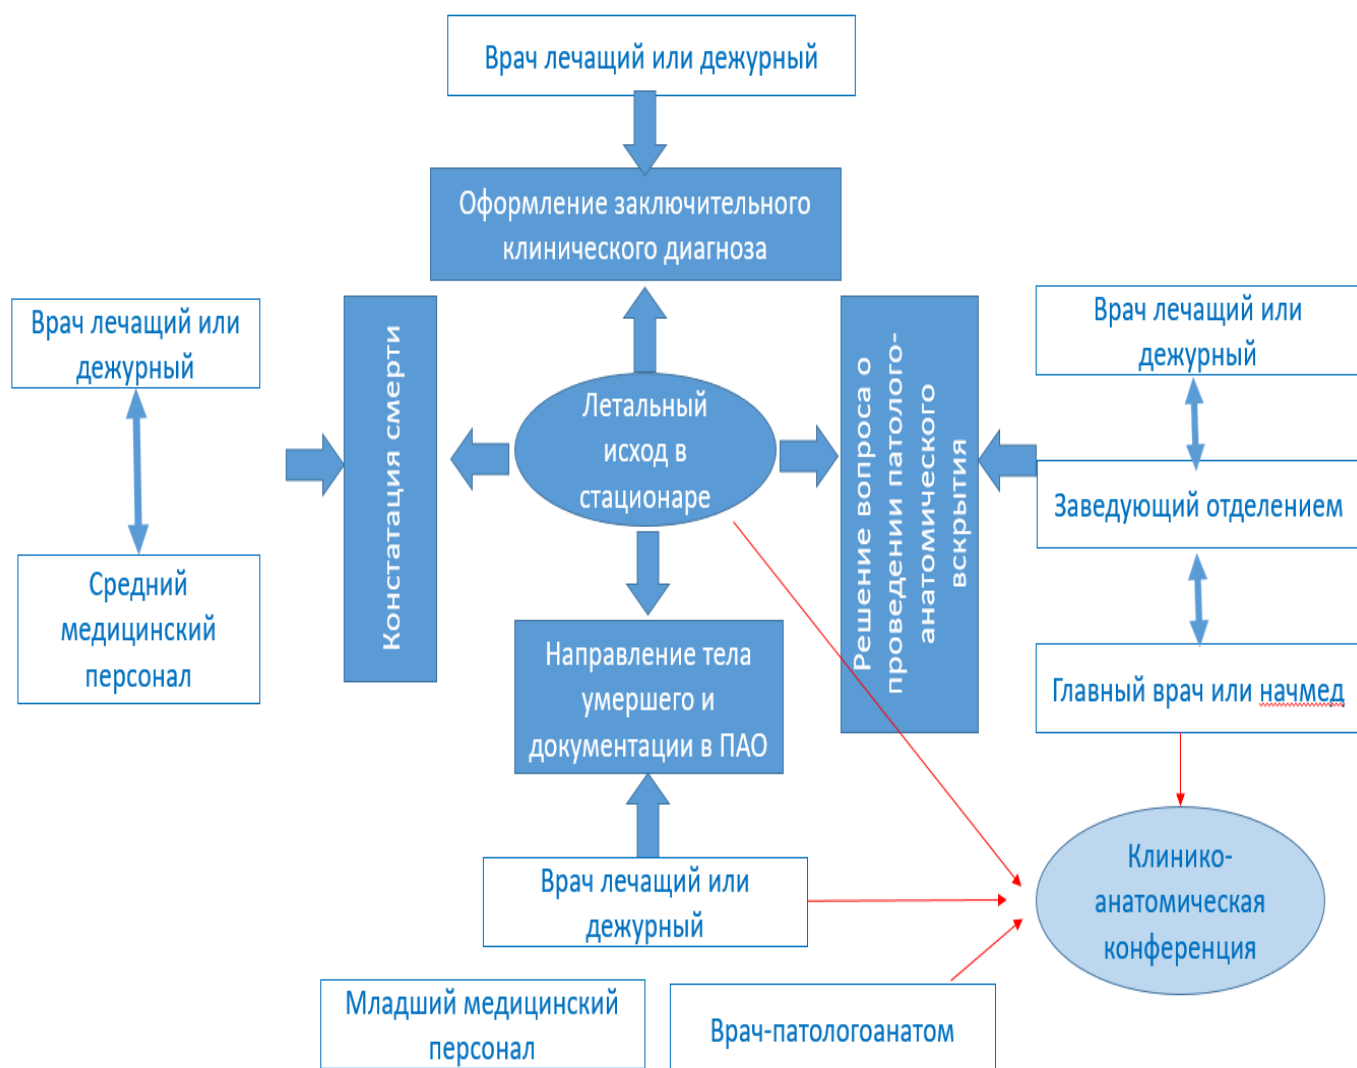 Врач лечащий или дежурный
Оформление заключительного
клинического диагноза
Врач лечащий или
дежурный
Средний
медицинский
персонал
Констатация смерти
Летальный
исход в
стационаре
Решение вопроса о
проведении патолого-
анатомического
вскрытия
Врач лечащий или
дежурный
Заведующий отделением
Главный врач или начмед
Направление тела
умершего и
документации в ПАО
Врач лечащий или
дежурный
Клинико-
анатомическая
конференция
Младший медицинский
персонал
Врач-патологоанатом